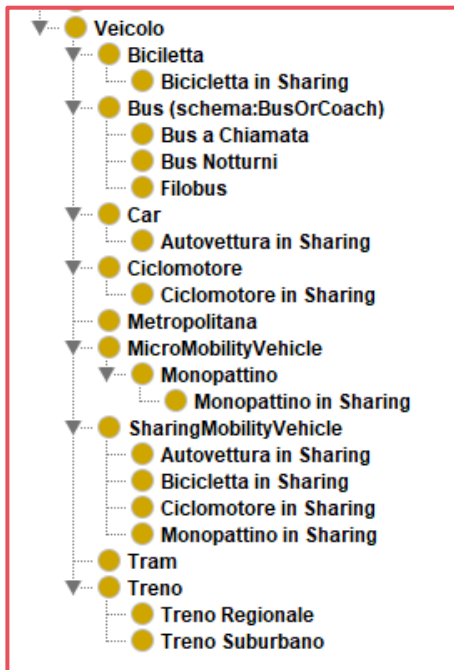 Veicolo
Biciletta
Bicicletta in Sharing
Bus (schema:BusOrCoach)
Bus a Chiamata
Bus Notturni
Filobus
Car
Autovettura in Sharing
Ciclomotore
Ciclomotore in Sharing
Metropolitana
MicroMobilityVehicle
Monopattino
Monopattino in Sharing
SharingMobilityVehicle
Autovettura in Sharing
Bicicletta in Sharing
Ciclomotore in Sharing
Monopattino in Sharing
Tram
Treno
Treno Regionale
Treno Suburbano